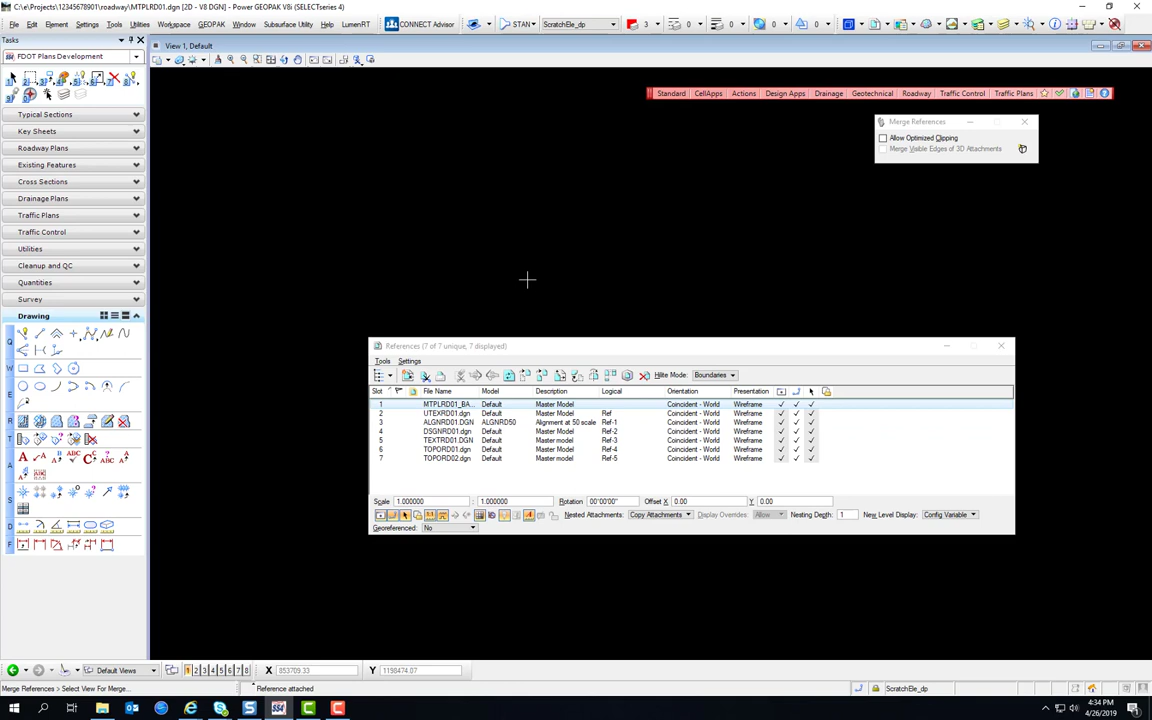 C:\e\Projects\12345678901\roadway\MTPLRD01.dgn [2D - V8 DGN] - Power GEOPAK V8i (SELECTseries 4)
File Edit Element Settings Tools Utilities Workspace GEOPAK Window Subsurface Utility Help LumenRT CONNECT Advisor STAN ScratchEle_dp 3 0 0 0
Tasks
View 1, Default
FDOT Plans Development
Standard CellApps Actions Design Apps Drainage Geotechnical Roadway Traffic Control Traffic Plans
Typical Sections
Key Sheets
Roadway Plans
Existing Features
Cross Sections
Drainage Plans
Traffic Plans
Traffic Control
Utilities
Cleanup and QC
Quantities
Survey
Drawing
Q
W
E
R
T
A
S
D
F
Merge References
Allow Optimized Clipping
Merge Visible Edges of 3D Attachments
References (7 of 7 unique, 7 displayed)
Tools Settings
Hilite Mode: Boundaries
Slot File Name Model Description Logical Orientation Presentation
1 MTPLRD01_BA... Default Master Model Coincident - World Wireframe
2 UTEXRD01.dgn Default Master Model Ref Coincident - World Wireframe
3 ALGNRD01.DGN ALGNRD50 Alignment at 50 scale Ref-1 Coincident - World Wireframe
4 DSGNRD01.dgn Default Master Model Ref-2 Coincident - World Wireframe
5 TEXTRD01.DGN Default Master model Ref-3 Coincident - World Wireframe
6 TOPORD01.dgn Default Master Model Ref-4 Coincident - World Wireframe
7 TOPORD02.dgn Default Master model Ref-5 Coincident - World Wireframe
Scale 1.000000 : 1.000000 Rotation 00°00'00" Offset X 0.00 Y 0.00
Nested Attachments: Copy Attachments Display Overrides: Allow Nesting Depth: 1 New Level Display: Config Variable
Georeferenced: No
Default Views 1 2 3 4 5 6 7 8 X 853709.33 Y 1198474.07
Merge References > Select View For Merge... Reference attached ScratchEle_dp
4:34 PM
4/26/2019